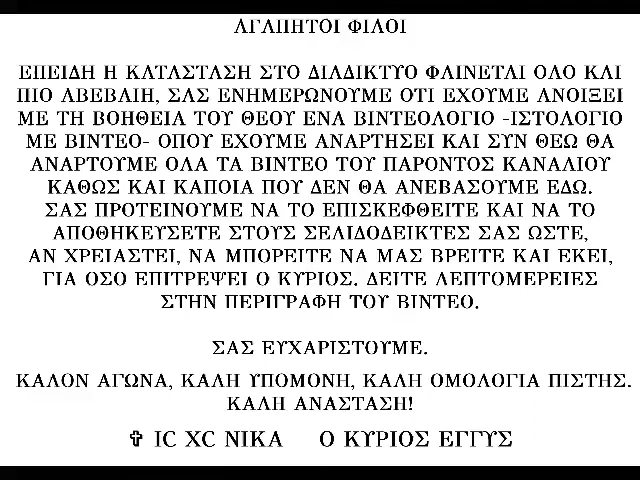 ΑΓΑΠΗΤΟΙ ΦΙΛΟΙ
ΕΠΕΙΔΗ Η ΚΑΤΑΣΤΑΣΗ ΣΤΟ ΔΙΑΔΙΚΤΥΟ ΦΑΙΝΕΤΑΙ ΟΛΟ ΚΑΙ
ΠΙΟ ΑΒΕΒΑΙΗ, ΣΑΣ ΕΝΗΜΕΡΩΝΟΥΜΕ ΟΤΙ ΕΧΟΥΜΕ ΑΝΟΙΞΕΙ
ΜΕ ΤΗ ΒΟΗΘΕΙΑ ΤΟΥ ΘΕΟΥ ΕΝΑ ΒΙΝΤΕΟΛΟΓΙΟ -ΙΣΤΟΛΟΓΙΟ
ΜΕ ΒΙΝΤΕΟ- ΟΠΟΥ ΕΧΟΥΜΕ ΑΝΑΡΤΗΣΕΙ ΚΑΙ ΣΥΝ ΘΕΩ ΘΑ
ΑΝΑΡΤΟΥΜΕ ΟΛΑ ΤΑ ΒΙΝΤΕΟ ΤΟΥ ΠΑΡΟΝΤΟΣ ΚΑΝΑΛΙΟΥ
ΚΑΘΩΣ ΚΑΙ ΚΑΠΟΙΑ ΠΟΥ ΔΕΝ ΘΑ ΑΝΕΒΑΣΟΥΜΕ ΕΔΩ.
ΣΑΣ ΠΡΟΤΕΙΝΟΥΜΕ ΝΑ ΤΟ ΕΠΙΣΚΕΦΘΕΙΤΕ ΚΑΙ ΝΑ ΤΟ
ΑΠΟΘΗΚΕΥΣΕΤΕ ΣΤΟΥΣ ΣΕΛΙΔΟΔΕΙΚΤΕΣ ΣΑΣ ΩΣΤΕ,
ΑΝ ΧΡΕΙΑΣΤΕΙ, ΝΑ ΜΠΟΡΕΙΤΕ ΝΑ ΜΑΣ ΒΡΕΙΤΕ ΚΑΙ ΕΚΕΙ,
ΓΙΑ ΟΣΟ ΕΠΙΤΡΕΨΕΙ Ο ΚΥΡΙΟΣ. ΔΕΙΤΕ ΛΕΠΤΟΜΕΡΕΙΕΣ
ΣΤΗΝ ΠΕΡΙΓΡΑΦΗ ΤΟΥ ΒΙΝΤΕΟ.
ΣΑΣ ΕΥΧΑΡΙΣΤΟΥΜΕ.
ΚΑΛΟΝ ΑΓΩΝΑ, ΚΑΛΗ ΥΠΟΜΟΝΗ, ΚΑΛΗ ΟΜΟΛΟΓΙΑ ΠΙΣΤΗΣ.
ΚΑΛΗ ΑΝΑΣΤΑΣΗ!
✞ IC XC ΝΙΚΑ Ο ΚΥΡΙΟΣ ΕΓΓΥΣ